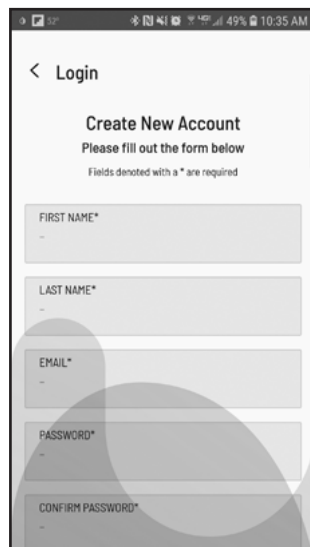 52° 49% 10:35 AM
< Login
Create New Account
Please fill out the form below
Fields denoted with a * are required
FIRST NAME*
-
LAST NAME*
-
EMAIL*
-
PASSWORD*
-
CONFIRM PASSWORD*
-